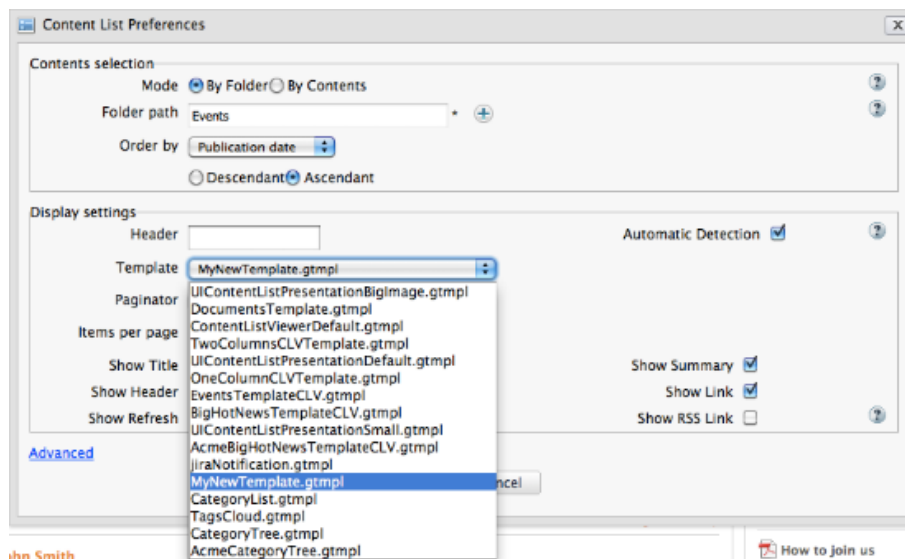 Content List Preferences
Contents selection
Mode By Folder By Contents
Folder path Events *
Order by Publication date
Descendant Ascendant
Display settings
Header Automatic Detection
Template MyNewTemplate.gtmpl
UIContentListPresentationBigImage.gtmpl
Paginator
DocumentsTemplate.gtmpl
ContentListViewerDefault.gtmpl
Items per page
TwoColumnsCLVTemplate.gtmpl
UIContentListPresentationDefault.gtmpl
Show Title Show Summary
OneColumnCLVTemplate.gtmpl
EventsTemplateCLV.gtmpl
Show Header Show Link
BigHotNewsTemplateCLV.gtmpl
Show Refresh Show RSS Link
UIContentListPresentationSmall.gtmpl
AcmeBigHotNewsTemplateCLV.gtmpl
Advanced
jiraNotification.gtmpl
MyNewTemplate.gtmpl
ncel
CategoryList.gtmpl
TagsCloud.gtmpl
CategoryTree.gtmpl
AcmeCategoryTree.gtmpl
hn Smith How to join us